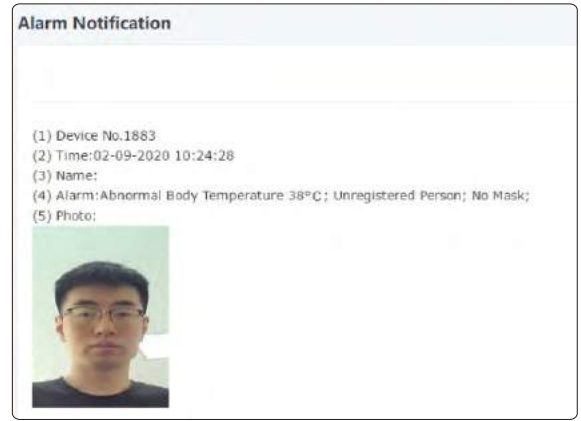 Alarm Notification
(1) Device No.1883
(2) Time:02-09-2020 10:24:28
(3) Name:
(4) Alarm:Abnormal Body Temperature 38°C; Unregistered Person; No Mask;
(5) Photo: